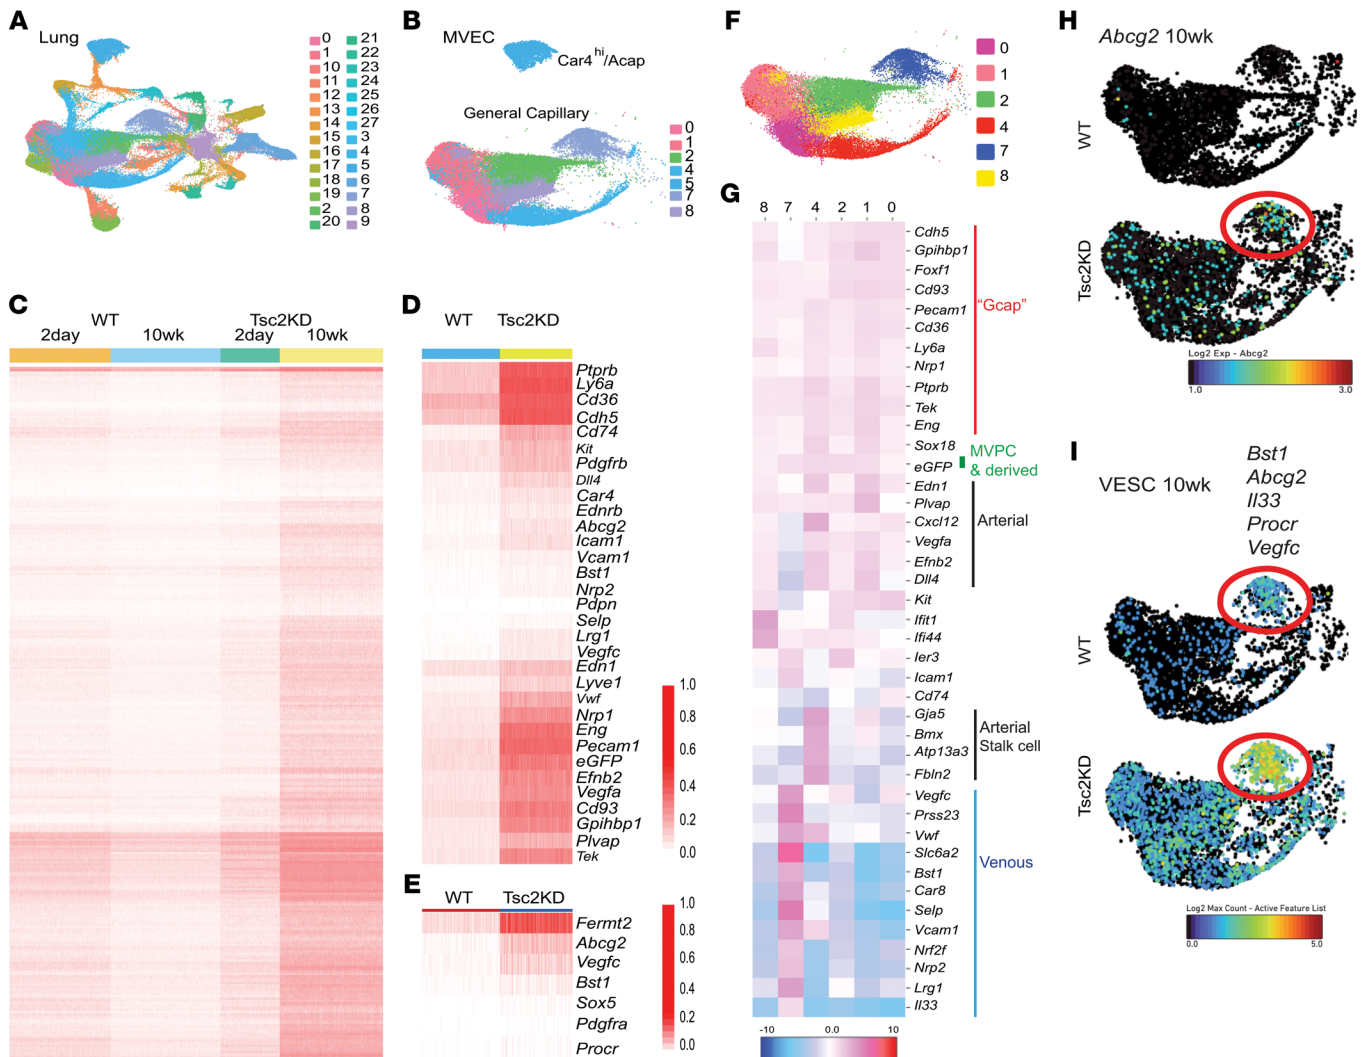 A
Lung
0
1
10
11
12
13
14
15
16
17
18
19
2
20
21
22
23
24
25
26
27
3
4
5
6
7
8
9
B
MVEC
Car4hi/Acap
General Capillary
0
1
2
4
5
7
8
C
WT Tsc2KD
2day 10wk 2day 10wk
D
WT Tsc2KD
Ptprb
Ly6a
Cd36
Cdh5
Cd74
Kit
Pdgfrb
Dll4
Car4
Ednrb
Abcg2
Icam1
Vcam1
Bst1
Nrp2
Pdpn
Selp
Lrg1
Vegfc
Edn1
Lyve1
Vwf
Nrp1
Eng
Pecam1
eGFP
Efnb2
Vegfa
Cd93
Gpihbp1
Plvap
Tek
1.0
0.8
0.6
0.4
0.2
0.0
E
WT Tsc2KD
Fermt2
Abcg2
Vegfc
Bst1
Sox5
Pdgfra
Procr
1.0
0.8
0.6
0.4
0.2
0.0
F
0
1
2
4
7
8
G
8 7 4 2 1 0
Cdh5
Gpihbp1
Foxf1
Cd93
Pecam1
Cd36
Ly6a
Nrp1
Ptprb
Tek
Eng
Sox18
eGFP
Edn1
Plvap
Cxcl12
Vegfa
Efnb2
Dll4
Kit
Ifit1
Ifi44
Ier3
Icam1
Cd74
Gja5
Bmx
Atp13a3
Fbln2
Vegfc
Prss23
Vwf
Slc6a2
Bst1
Car8
Selp
Vcam1
Nrf2f
Nrp2
Lrg1
Il33
"Gcap"
MVPC
& derived
Arterial
Arterial
Stalk cell
Venous
-10 0.0 10
H
Abcg2 10wk
WT
Tsc2KD
Log2 Exp - Abcg2
1.0 3.0
I
VESC 10wk
Bst1
Abcg2
Il33
Procr
Vegfc
WT
Tsc2KD
Log2 Max Count - Active Feature List
0.0 5.0